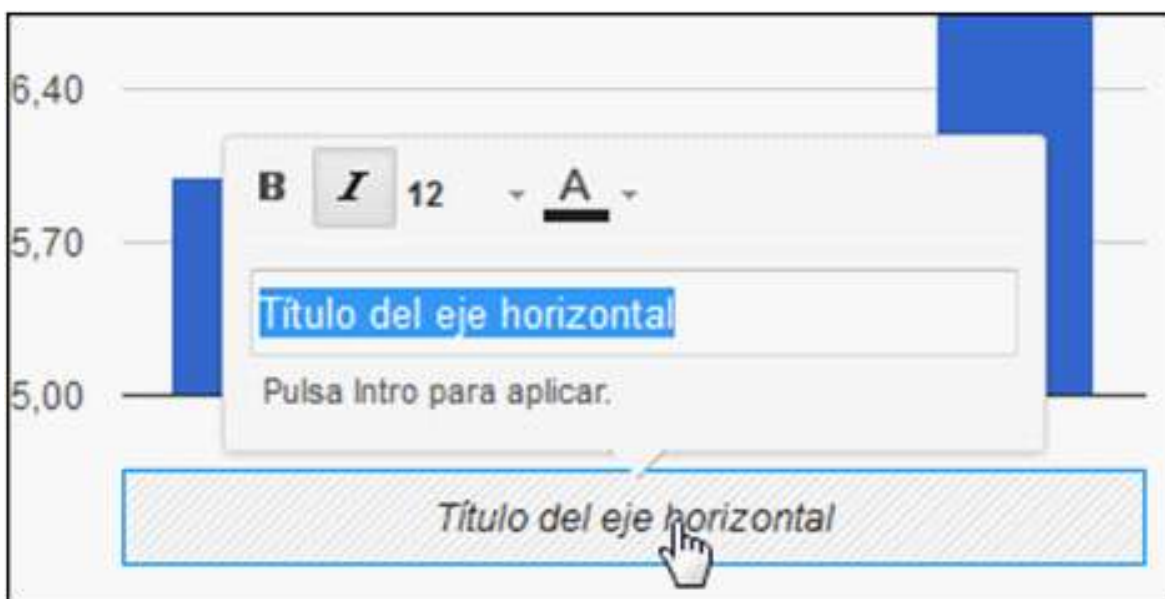 6,40
B I 12 A
5,70
Título del eje horizontal
Pulsa Intro para aplicar.
5,00
Título del eje horizontal